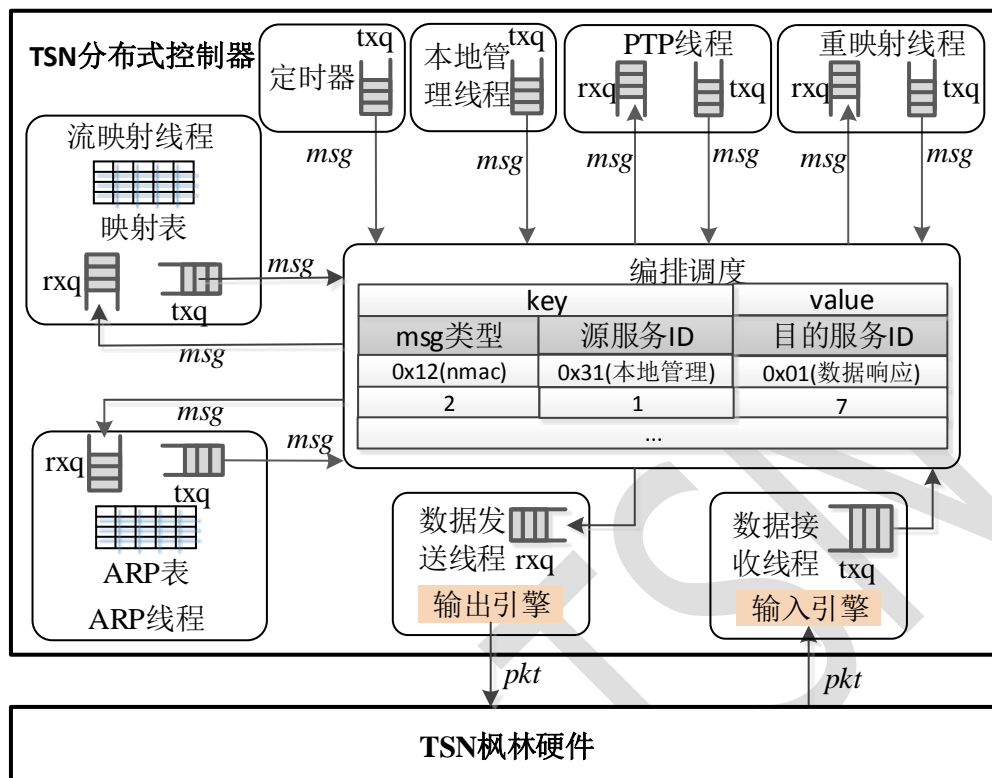 TSN分布式控制器
txq
定时器
txq
本地管
理线程
PTP线程
rxq
txq
重映射线程
rxq
txq
msg
msg
msg
msg
msg
msg
流映射线程
映射表
rxq
txq
msg
msg
编排调度
key
value
msg类型
源服务ID
目的服务ID
0x12(nmac)
0x31(本地管理)
0x01(数据响应)
2
1
7
...
msg
rxq
txq
msg
ARP表
ARP线程
数据发
送线程
rxq
输出引擎
数据接
收线程
txq
输入引擎
pkt
pkt
TSN枫林硬件
TSN